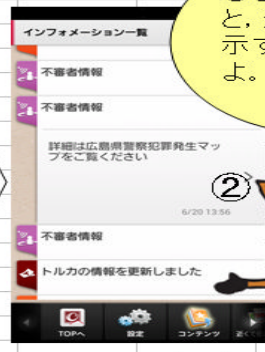 インフォメーション一覧
と，
示す
よ。
不審者情報
不審者情報
詳細は広島県警察犯罪発生マッ
プをご覧ください
②
6/20 13:56
不審者情報
トルカの情報を更新しました
TOPへ
設定
コンテンツ